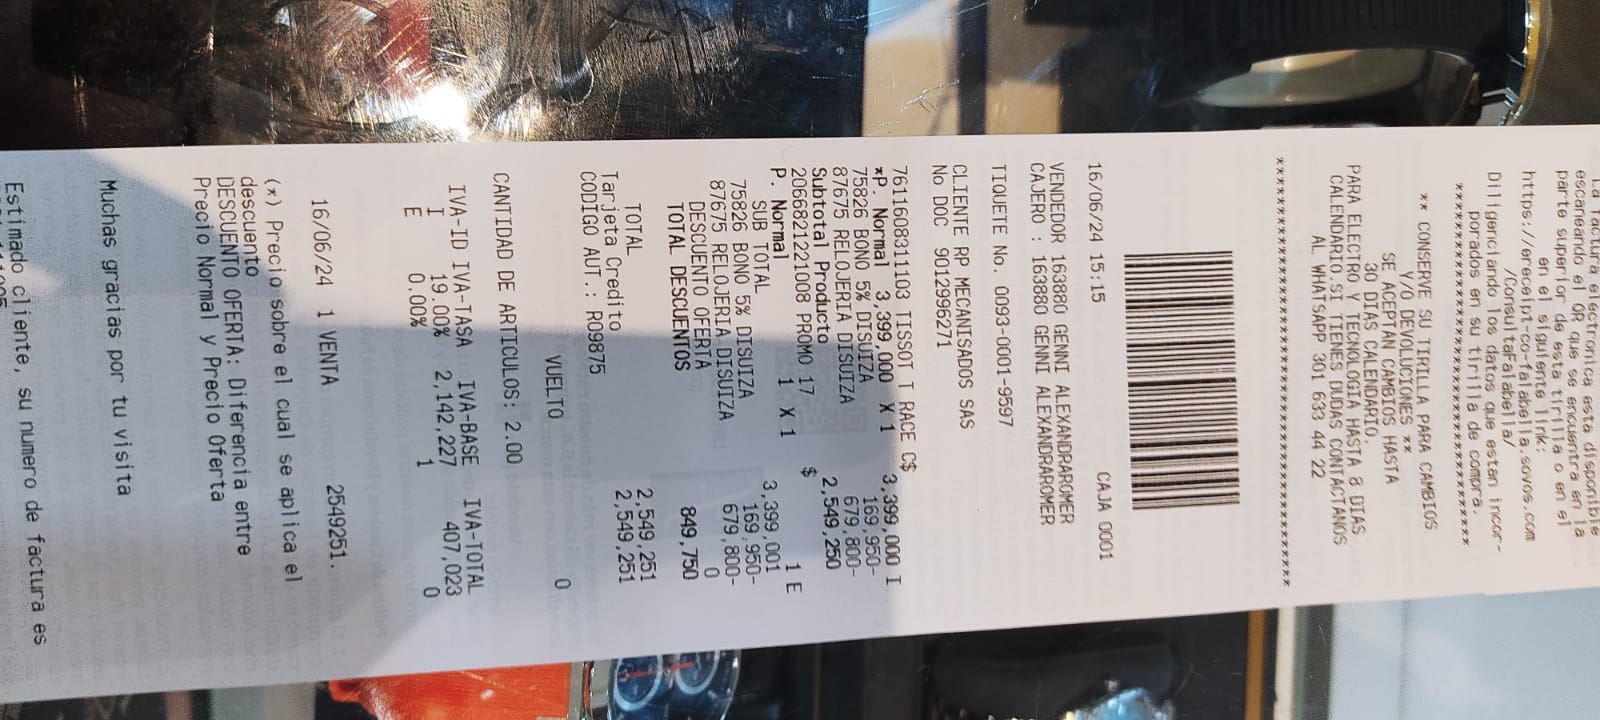 La factura electronica esta disponible
escaneando el QR que se encuentra en la
parte superior de esta tirilla o en el
en el siguiente link:
https://ereceipt-co-falabella.sovos.com
/Consultafalabella/
Diligenciando los datos que estan incor-
porados en su tirilla de compra.
** CONSERVE SU TIRILLA PARA CAMBIOS
Y/O DEVOLUCIONES **
SE ACEPTAN CAMBIOS HASTA
30 DIAS CALENDARIO.
PARA ELECTRO Y TECNOLOGIA HASTA 8 DIAS
CALENDARIO.SI TIENES DUDAS CONTACTANOS
AL WHATSAPP 301 633 44 22
16/06/24 15:15 CAJA 0001
VENDEDOR 163880 GENNI ALEXANDRAROMER
CAJERO : 163880 GENNI ALEXANDRAROMER
TIQUETE No. 0093-0001-9597
CLIENTE RP MECANISADOS SAS
No DOC 9012996271
7611608311103 TISSOT T RACE C$ 3,399,000 I
*P. Normal 3,399,000 X 1
75826 BONO 5% DISUIZA 169,950-
87675 RELOJERIA DISUIZA 679,800-
Subtotal Producto 2,549,250
2066821221008 PROMO 17 $ 1 E
P. Normal 1 X 1
SUB TOTAL 3,399,001
75826 BONO 5% DISUIZA 169,950-
87675 RELOJERIA DISUIZA 679,800-
DESCUENTO OFERTA 0
TOTAL DESCUENTOS 849,750
TOTAL 2,549,251
Tarjeta Credito 2,549,251
CODIGO AUT.: R09875
VUELTO 0
CANTIDAD DE ARTICULOS: 2.00
IVA-ID IVA-TASA IVA-BASE IVA-TOTAL
I 19.00% 2,142,227 407,023
E 0.00% 1 0
16/06/24 1 VENTA 2549251.
(*) Precio sobre el cual se aplica el
descuento
DESCUENTO OFERTA: Diferencia entre
Precio Normal y Precio Oferta
Muchas gracias por tu visita
Estimado cliente, su numero de factura es